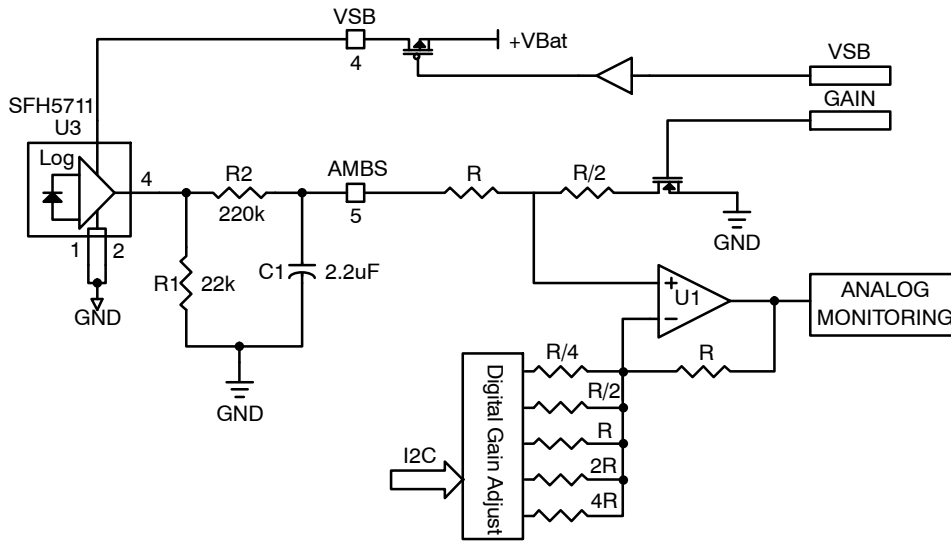 VSB
+VBat
4
VSB
GAIN
SFH5711
U3
Log
4
R2
220k
AMBS
5
R
R/2
GND
1
2
GND
R1
22k
C1
2.2uF
GND
+
−
U1
ANALOG
MONITORING
R
Digital Gain Adjust
R/4
R/2
R
2R
4R
I2C